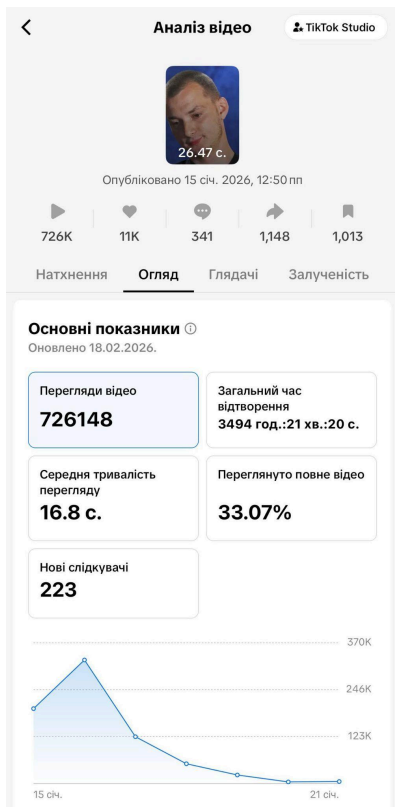 Аналіз відео
TikTok Studio
26.47 с.
Опубліковано 15 січ. 2026, 12:50 пп
726K 11K 341 1,148 1,013
Натхнення Огляд Глядачі Залученість
Основні показники
Оновлено 18.02.2026.
Перегляди відео
726148
Загальний час
відтворення
3494 год.:21 хв.:20 с.
Середня тривалість
перегляду
16.8 с.
Переглянуто повне відео
33.07%
Нові слідкувачі
223
370K
246K
123K
15 січ. 21 січ.